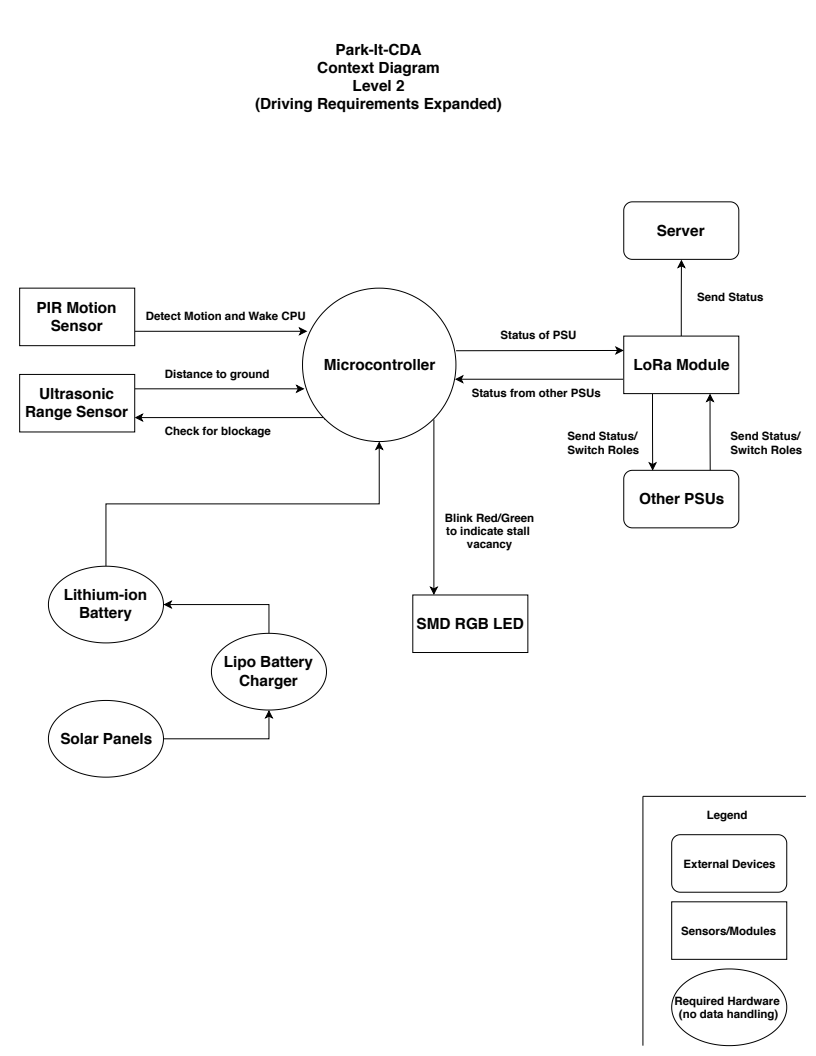 Park-It-CDA
Context Diagram
Level 2
(Driving Requirements Expanded)
Server
Send Status
PIR Motion
Sensor
Detect Motion and Wake CPU
Microcontroller
Status of PSU
LoRa Module
Status from other PSUs
Ultrasonic
Range Sensor
Distance to ground
Check for blockage
Send Status/
Switch Roles
Send Status/
Switch Roles
Other PSUs
Blink Red/Green
to indicate stall
vacancy
Lithium-ion
Battery
SMD RGB LED
Lipo Battery
Charger
Solar Panels
Legend
External Devices
Sensors/Modules
Required Hardware
(no data handling)